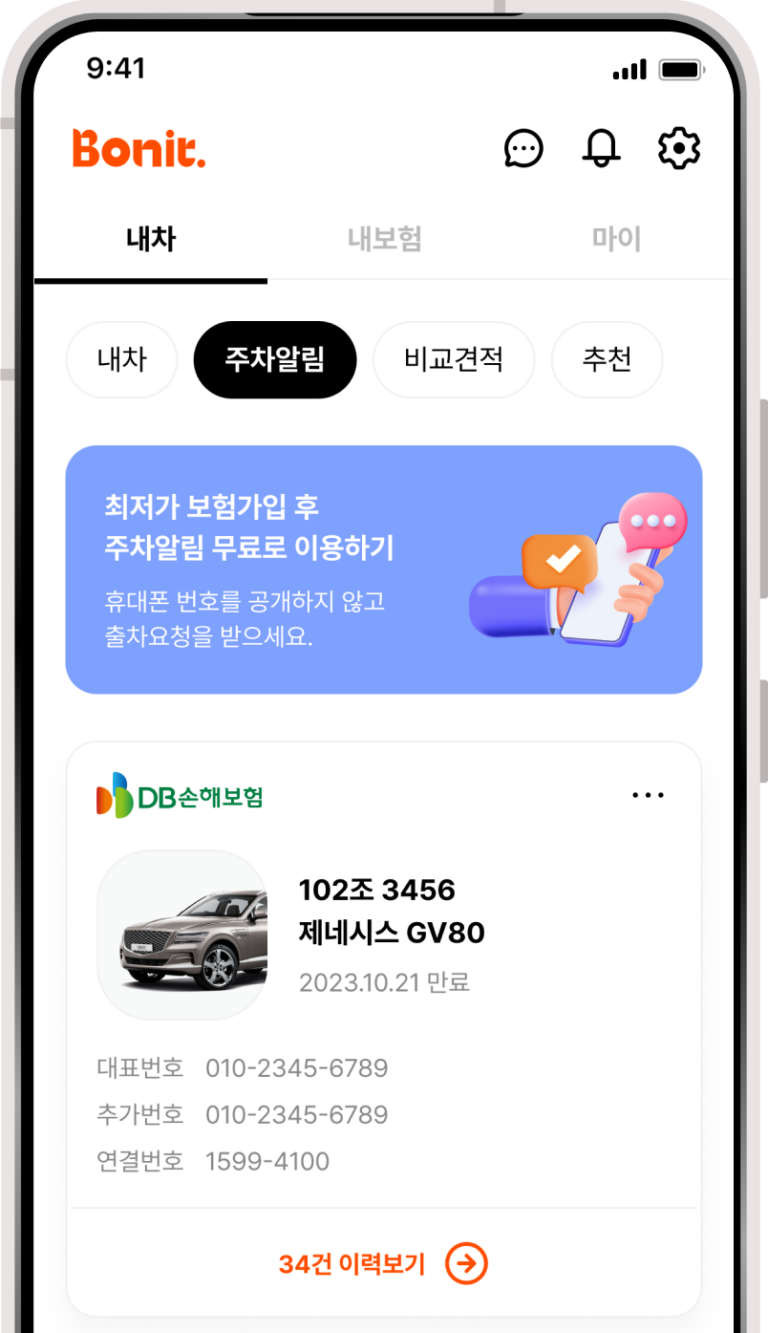 9:41
Bonit.
내차 내보험 마이
내차 주차알림 비교견적 추천
최저가 보험가입 후
주차알림 무료로 이용하기
휴대폰 번호를 공개하지 않고
출차요청을 받으세요.
DB손해보험
102조 3456
제네시스 GV80
2023.10.21 만료
대표번호 010-2345-6789
추가번호 010-2345-6789
연결번호 1599-4100
34건 이력보기